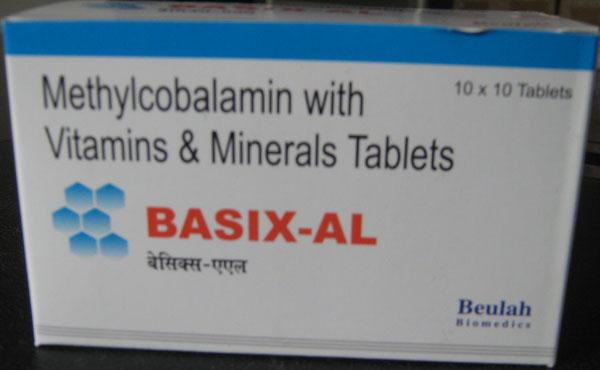 Methylcobalamin with
Vitamins & Minerals Tablets
10 x 10 Tablets
BASIX-AL
बेसिक्स-एएल
Beulah
Biomedics